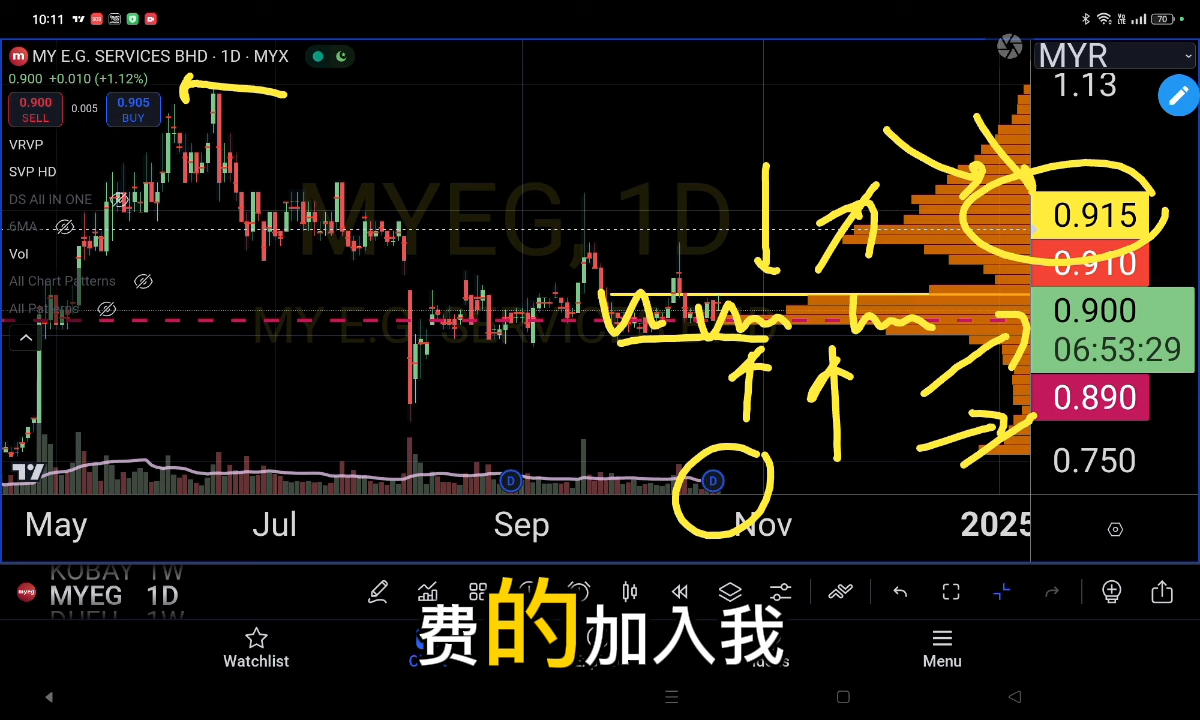 10:11
70
MY E.G. SERVICES BHD · 1D · MYX
MYR
0.900 +0.010 (+1.12%)
1.13
0.900
SELL
0.005
0.905
BUY
VRVP
SVP HD
DS All IN ONE
6MA
Vol
All Chart Patterns
All Patterns
MYEG, 1D
MY E.G. SERVICES
0.915
0.910
0.900
06:53:29
0.890
0.750
D
D
May
Jul
Sep
Nov
2025
KOBAY 1W
MYEG 1D
费的加入我
Watchlist
Menu